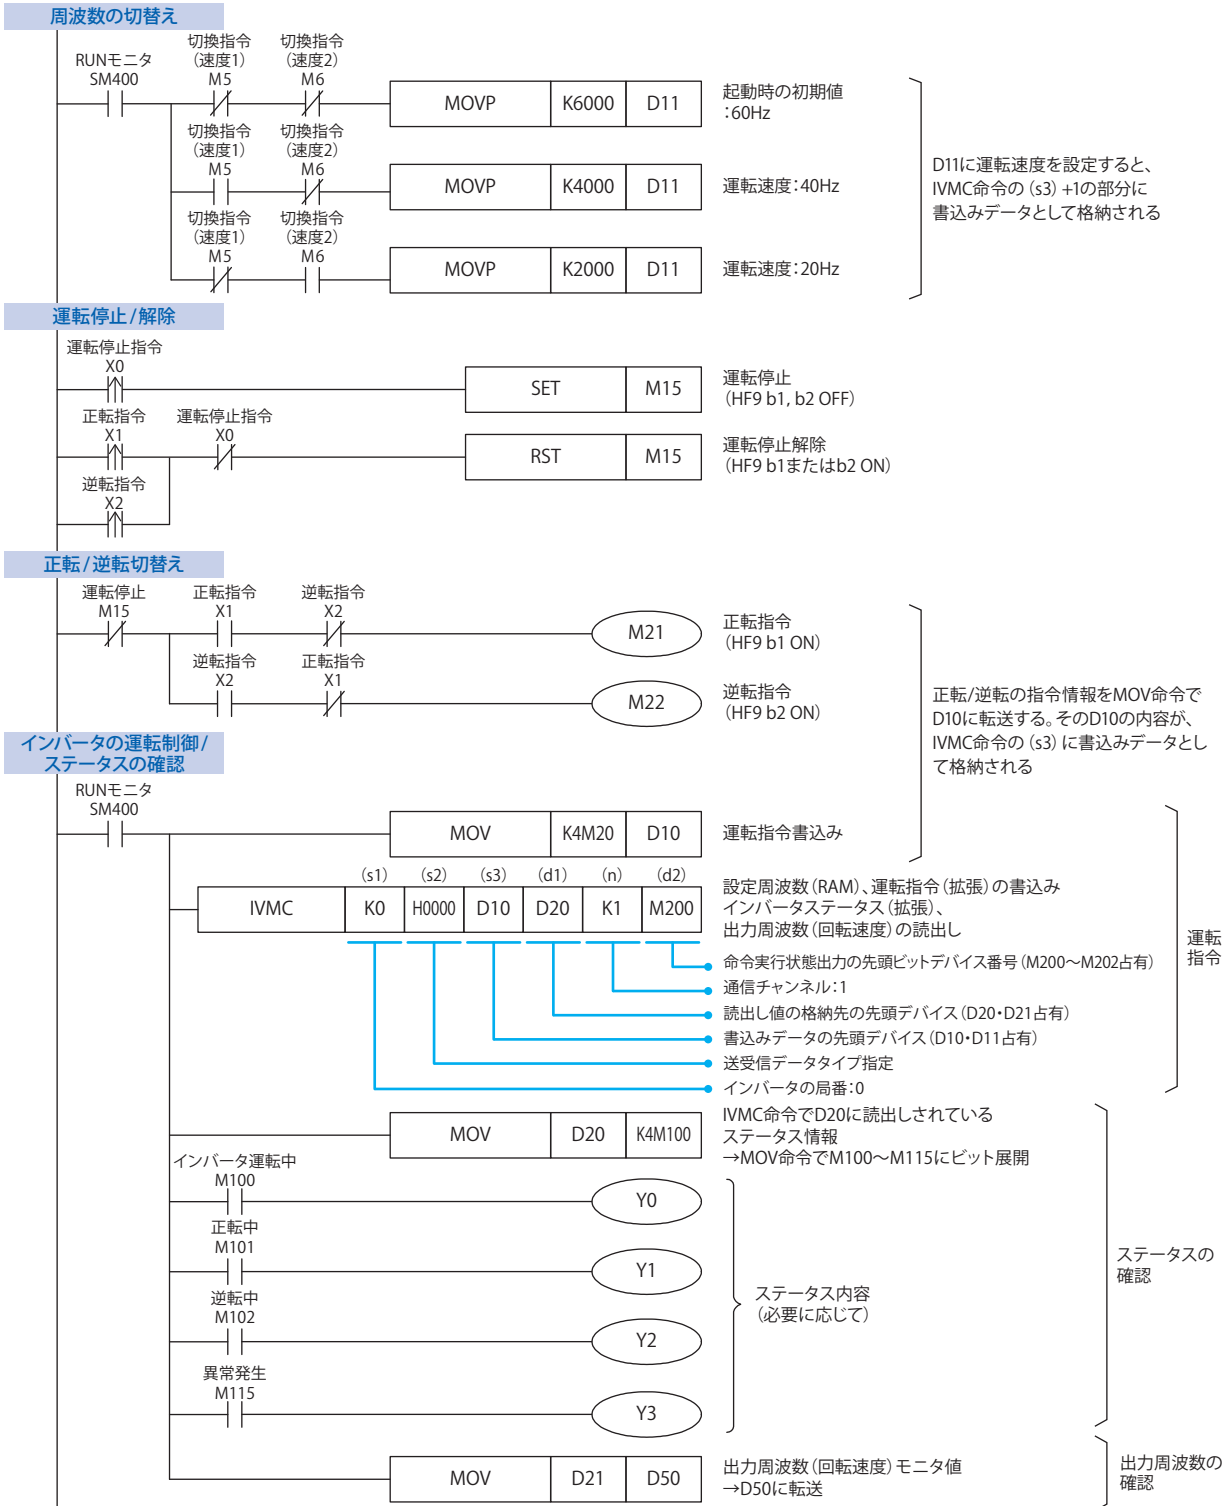 周波数の切替え
RUNモニタ
SM400
切換指令
(速度1)
M5
切換指令
(速度2)
M6
MOVP K6000 D11
起動時の初期値
:60Hz
切換指令
(速度1)
M5
切換指令
(速度2)
M6
MOVP K4000 D11
運転速度:40Hz
切換指令
(速度1)
M5
切換指令
(速度2)
M6
MOVP K2000 D11
運転速度:20Hz
D11に運転速度を設定すると、
IVMC命令の(s3)+1の部分に
書込みデータとして格納される
運転停止/解除
運転停止指令
X0
SET M15
運転停止
(HF9 b1, b2 OFF)
正転指令
X1
運転停止指令
X0
RST M15
運転停止解除
(HF9 b1またはb2 ON)
逆転指令
X2
正転/逆転切替え
運転停止
M15
正転指令
X1
逆転指令
X2
M21
正転指令
(HF9 b1 ON)
逆転指令
X2
正転指令
X1
M22
逆転指令
(HF9 b2 ON)
正転/逆転の指令情報をMOV命令で
D10に転送する。そのD10の内容が、
IVMC命令の(s3)に書込みデータとし
て格納される
インバータの運転制御/
ステータスの確認
RUNモニタ
SM400
MOV K4M20 D10
運転指令書込み
(s1) (s2) (s3) (d1) (n) (d2)
IVMC K0 H0000 D10 D20 K1 M200
設定周波数(RAM)、運転指令(拡張)の書込み
インバータステータス(拡張)、
出力周波数(回転速度)の読出し
命令実行状態出力の先頭ビットデバイス番号(M200～M202占有)
通信チャンネル:1
読出し値の格納先の先頭デバイス(D20・D21占有)
書込みデータの先頭デバイス(D10・D11占有)
送受信データタイプ指定
インバータの局番:0
運転
指令
MOV D20 K4M100
IVMC命令でD20に読出しされている
ステータス情報
→MOV命令でM100～M115にビット展開
インバータ運転中
M100
Y0
正転中
M101
Y1
逆転中
M102
Y2
異常発生
M115
Y3
ステータス内容
(必要に応じて)
ステータスの
確認
MOV D21 D50
出力周波数(回転速度)モニタ値
→D50に転送
出力周波数の
確認